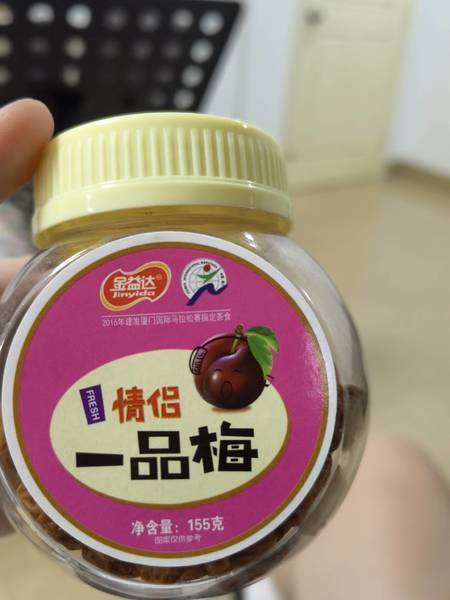 金益达
Jinyida
2016年建发厦门国际马拉松赛指定茶食
FRESH
情侣
一品梅
净含量：155克
图案仅供参考